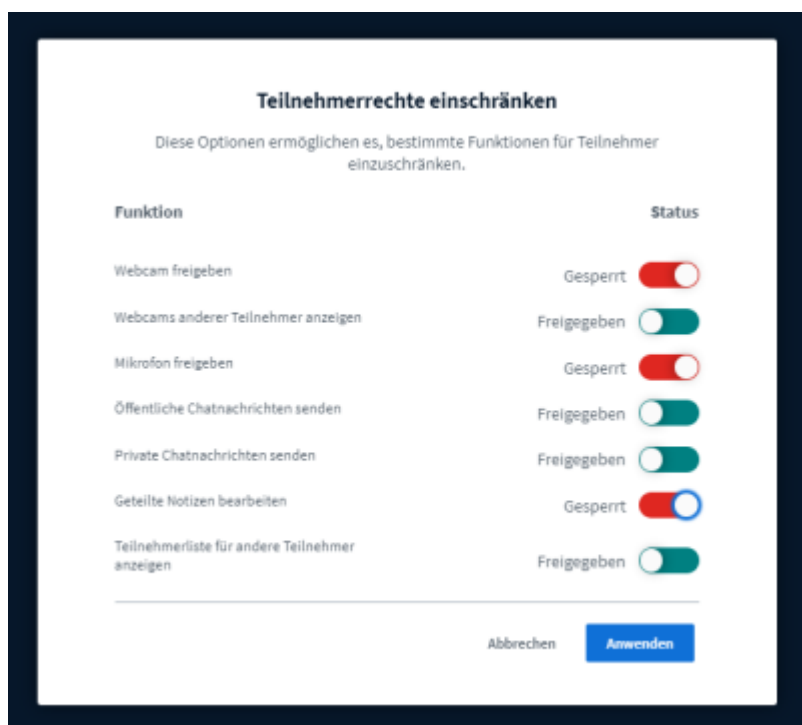 Teilnehmerrechte einschränken
Diese Optionen ermöglichen es, bestimmte Funktionen für Teilnehmer
einzuschränken.
Funktion Status
Webcam freigeben Gesperrt
Webcams anderer Teilnehmer anzeigen Freigegeben
Mikrofon freigeben Gesperrt
Öffentliche Chatnachrichten senden Freigegeben
Private Chatnachrichten senden Freigegeben
Geteilte Notizen bearbeiten Gesperrt
Teilnehmerliste für andere Teilnehmer
anzeigen Freigegeben
Abbrechen Anwenden